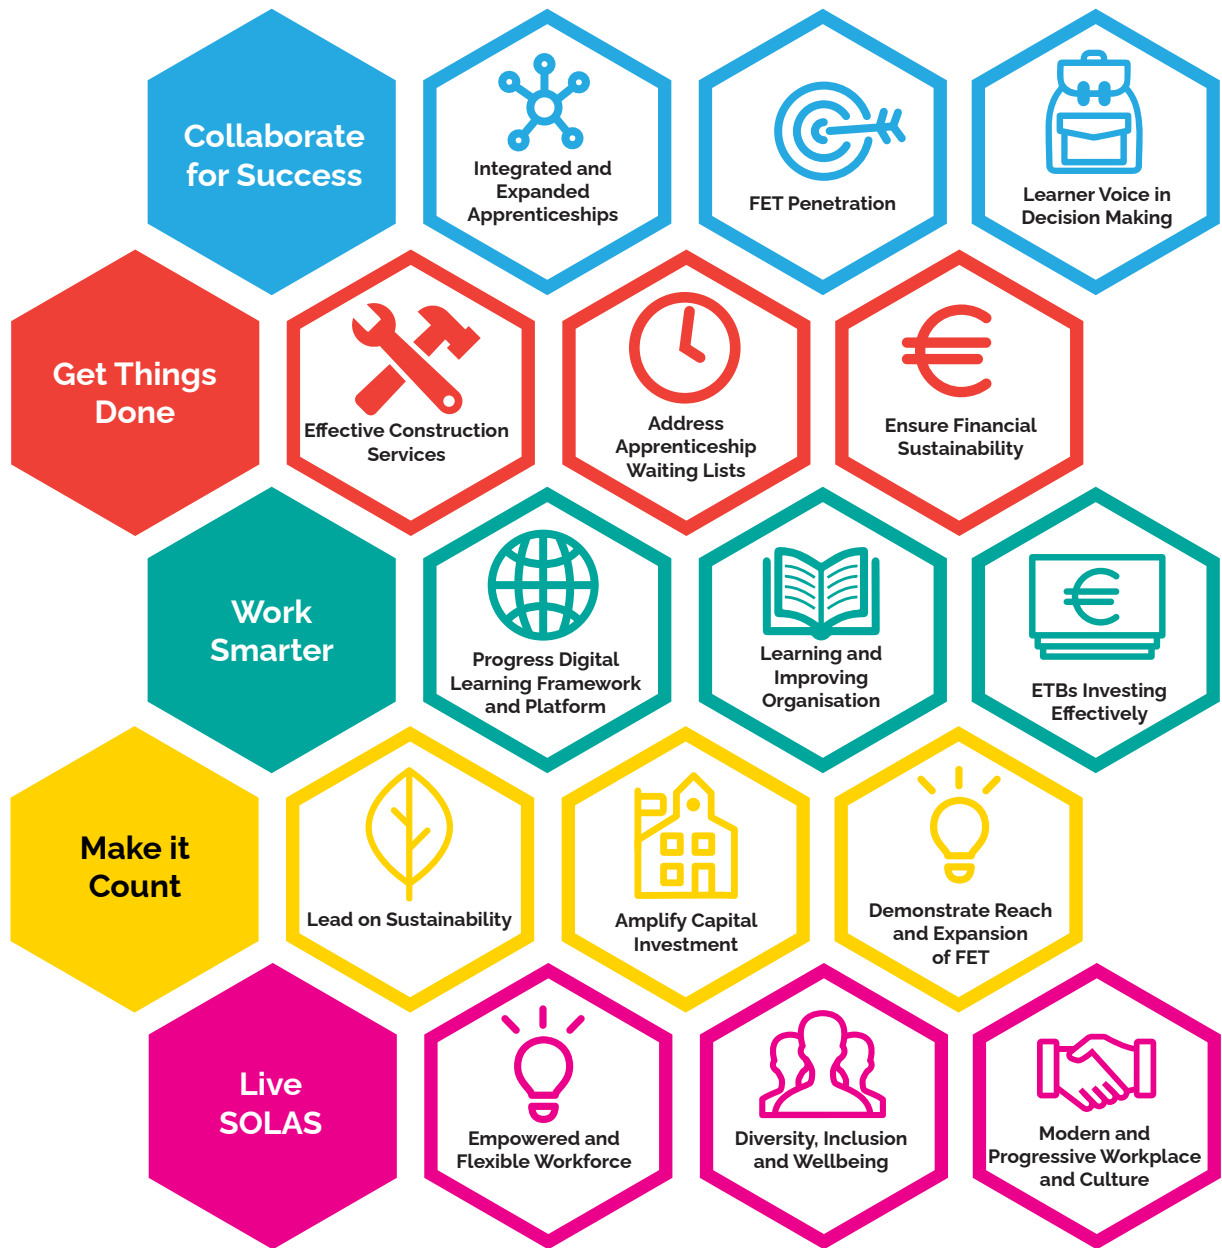 Collaborate
for Success
Integrated and
Expanded
Apprenticeships
FET Penetration
Learner Voice in
Decision Making
Get Things
Done
Effective Construction
Services
Address
Apprenticeship
Waiting Lists
Ensure Financial
Sustainability
Work
Smarter
Progress Digital
Learning Framework
and Platform
Learning and
Improving
Organisation
ETBs Investing
Effectively
Make it
Count
Lead on Sustainability
Amplify Capital
Investment
Demonstrate Reach
and Expansion
of FET
Live
SOLAS
Empowered and
Flexible Workforce
Diversity, Inclusion
and Wellbeing
Modern and
Progressive Workplace
and Culture